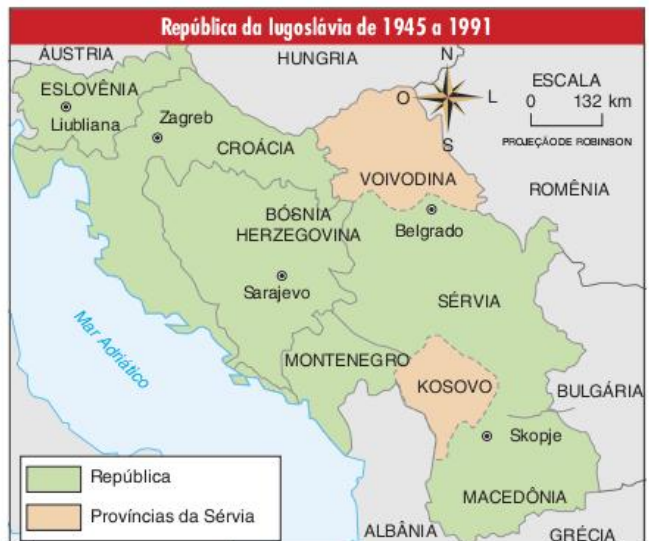 República da Iugoslávia de 1945 a 1991
ÁUSTRIA
HUNGRIA
N
O
L
S
ESCALA
0 132 km
PROJEÇÃO DE ROBINSON
ESLOVÊNIA
Liubliana
Zagreb
CROÁCIA
VOIVODINA
ROMÊNIA
BÓSNIA
HERZEGOVINA
Belgrado
Sarajevo
SÉRVIA
Mar Adriático
MONTENEGRO
KOSOVO
BULGÁRIA
Skopje
MACEDÔNIA
ALBÂNIA
GRÉCIA
República
Províncias da Sérvia